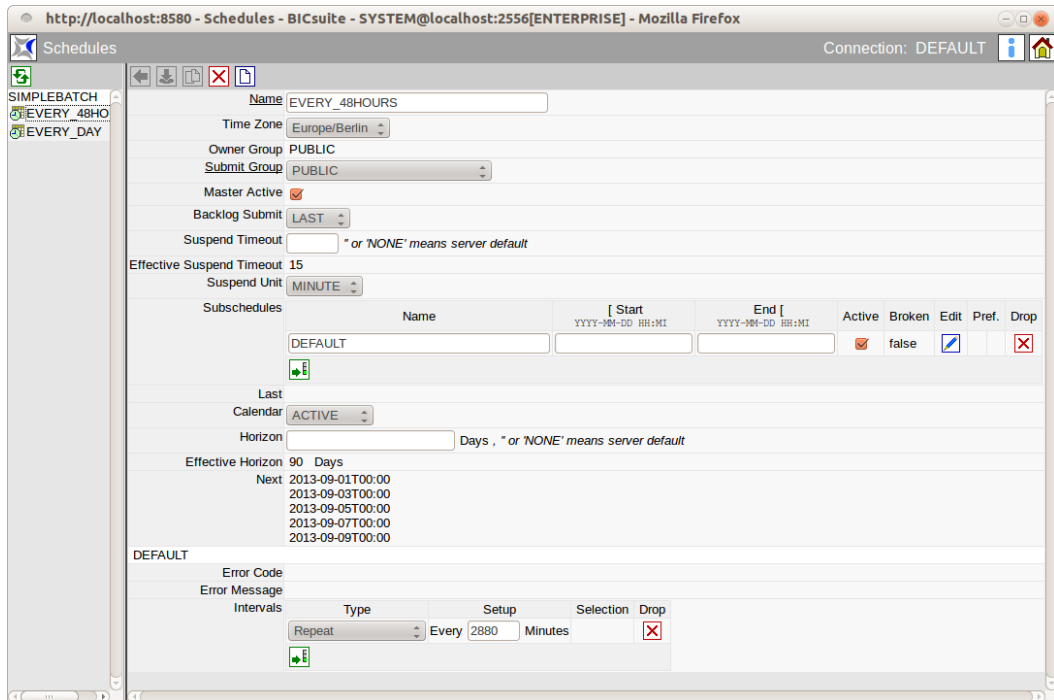 http://localhost:8580 - Schedules - BICsuite - SYSTEM@localhost:2556[ENTERPRISE] - Mozilla Firefox
Schedules Connection: DEFAULT
SIMPLEBATCH
EVERY_48HO
EVERY_DAY
Name EVERY_48HOURS
Time Zone Europe/Berlin
Owner Group PUBLIC
Submit Group PUBLIC
Master Active
Backlog Submit LAST
Suspend Timeout '' or 'NONE' means server default
Effective Suspend Timeout 15
Suspend Unit MINUTE
Subschedules Name [ Start End [ Active Broken Edit Pref. Drop
YYYY-MM-DD HH:MI YYYY-MM-DD HH:MI
DEFAULT false
Last
Calendar ACTIVE
Horizon Days , '' or 'NONE' means server default
Effective Horizon 90 Days
Next 2013-09-01T00:00
2013-09-03T00:00
2013-09-05T00:00
2013-09-07T00:00
2013-09-09T00:00
DEFAULT
Error Code
Error Message
Intervals Type Setup Selection Drop
Repeat Every 2880 Minutes